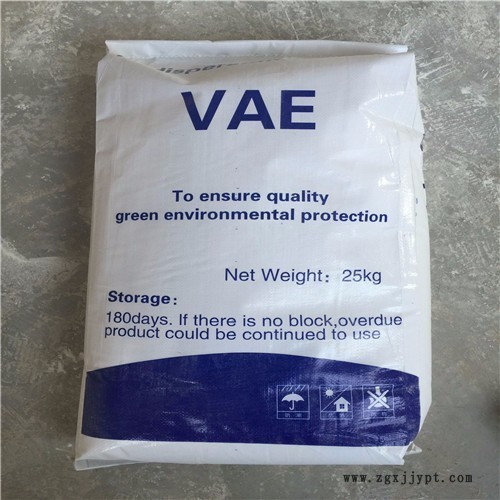 VAE
To ensure quality
green environmental protection
Net Weight: 25kg
Storage:
180days. If there is no block,overdue
product could be continued to use
www.zgxjjypt.com